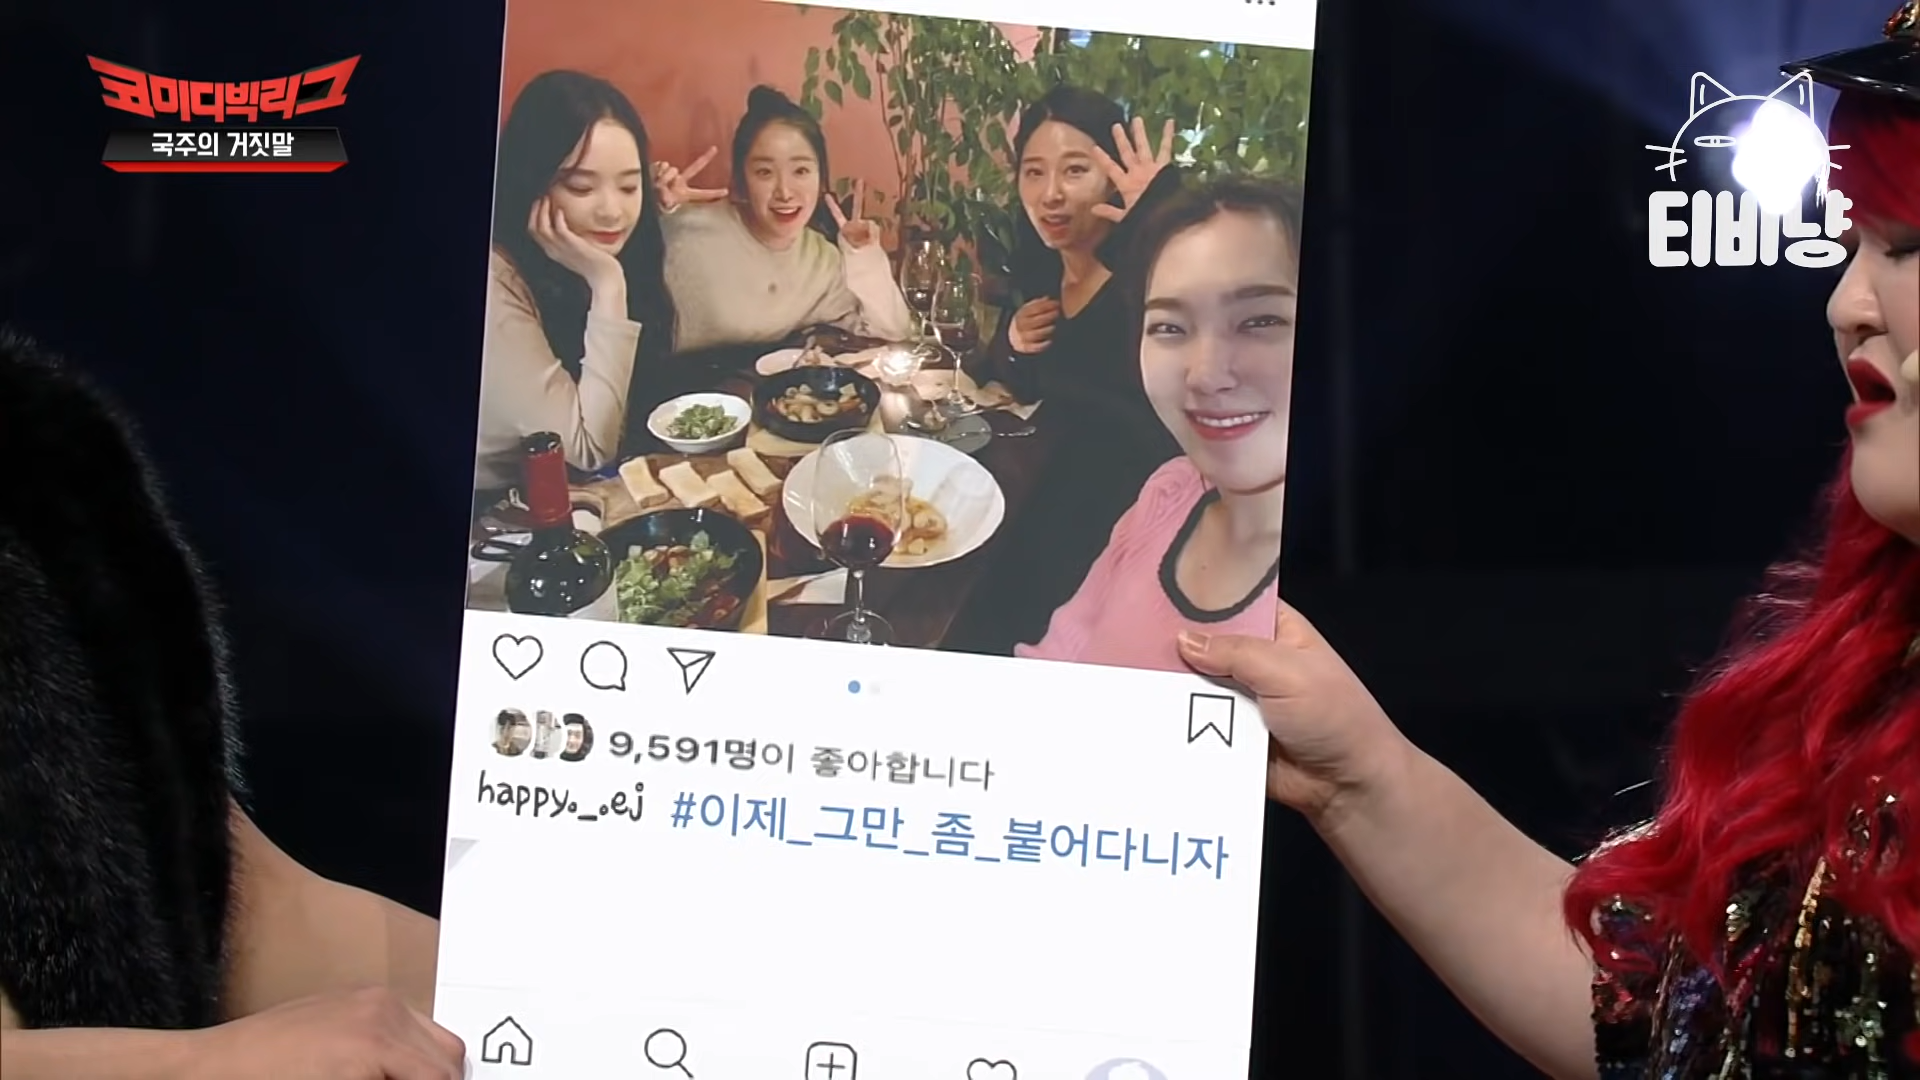 코미디빅리그
국주의 거짓말
티비냥
9,591명이 좋아합니다
happy._.ej #이제_그만_좀_붙어다니자